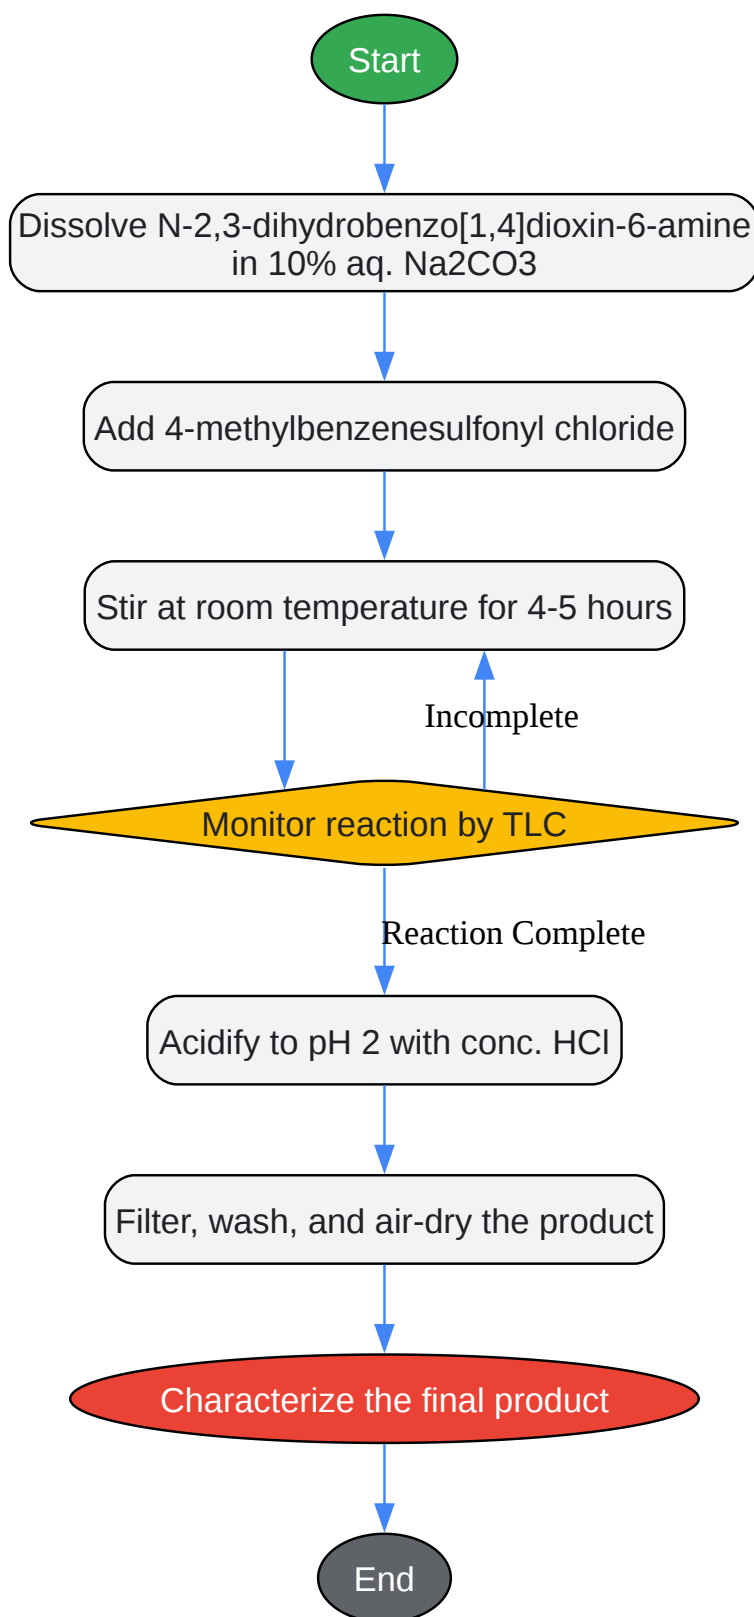 Start
Dissolve N-2,3-dihydrobenzo[1,4]dioxin-6-amine
in 10% aq. Na2CO3
Add 4-methylbenzenesulfonyl chloride
Stir at room temperature for 4-5 hours
Incomplete
Monitor reaction by TLC
Reaction Complete
Acidify to pH 2 with conc. HCl
Filter, wash, and air-dry the product
Characterize the final product
End